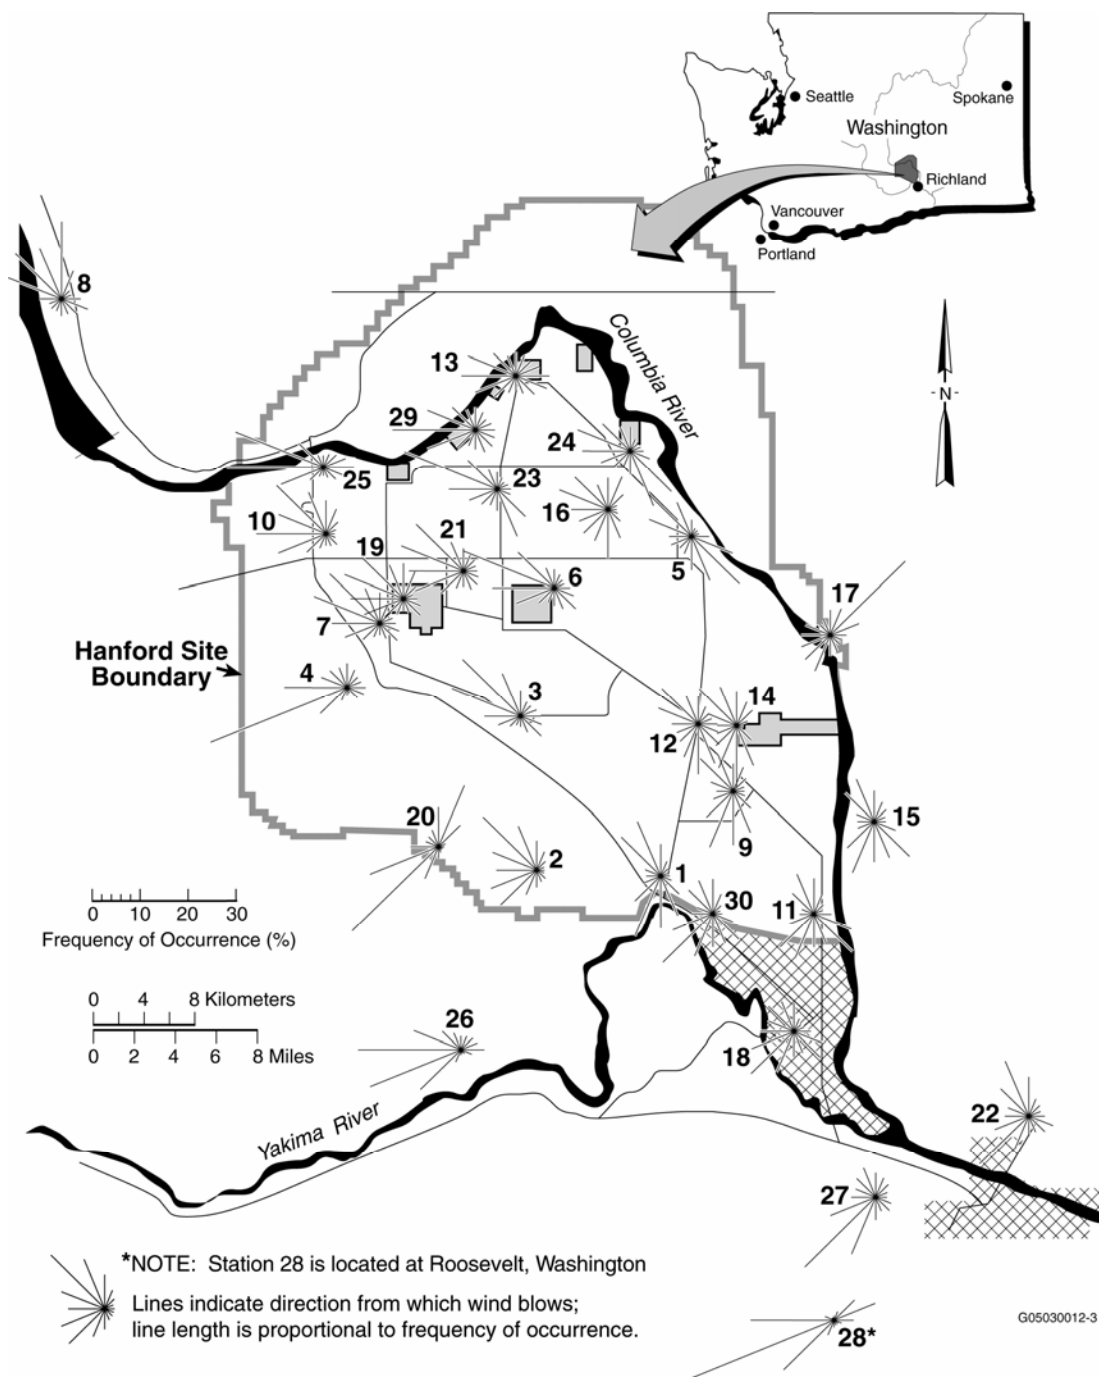 Seattle
Spokane
Washington
Richland
Vancouver
Portland
8
Columbia River
13
-N-
29
24
25
23
16
10
21
19
6
5
17
7
Hanford Site
Boundary
4
3
14
12
20
15
2
9
1
30
11
0 10 20 30
Frequency of Occurrence (%)
0 4 8 Kilometers
0 2 4 6 8 Miles
26
18
22
Yakima River
27
*NOTE: Station 28 is located at Roosevelt, Washington
Lines indicate direction from which wind blows;
line length is proportional to frequency of occurrence.
G05030012-3
28*